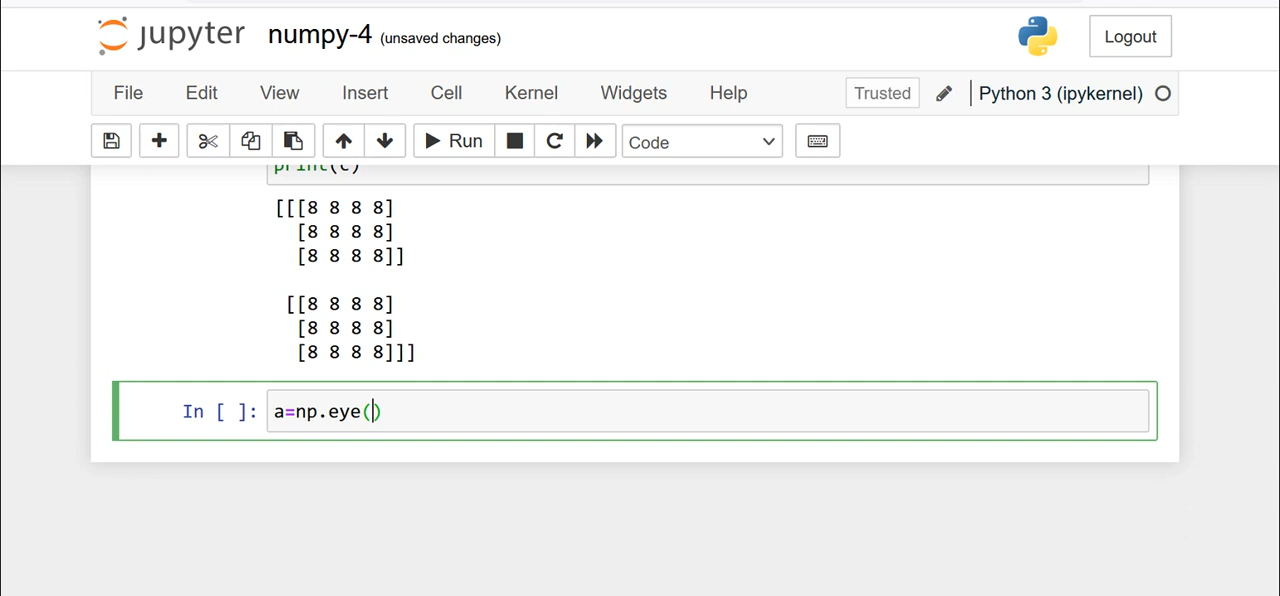 jupyter numpy-4 (unsaved changes) Logout
File Edit View Insert Cell Kernel Widgets Help Trusted Python 3 (ipykernel)
Run Code
print(c)
[[[8 8 8 8]
[8 8 8 8]
[8 8 8 8]]
[[8 8 8 8]
[8 8 8 8]
[8 8 8 8]]]
In [ ]: a=np.eye()